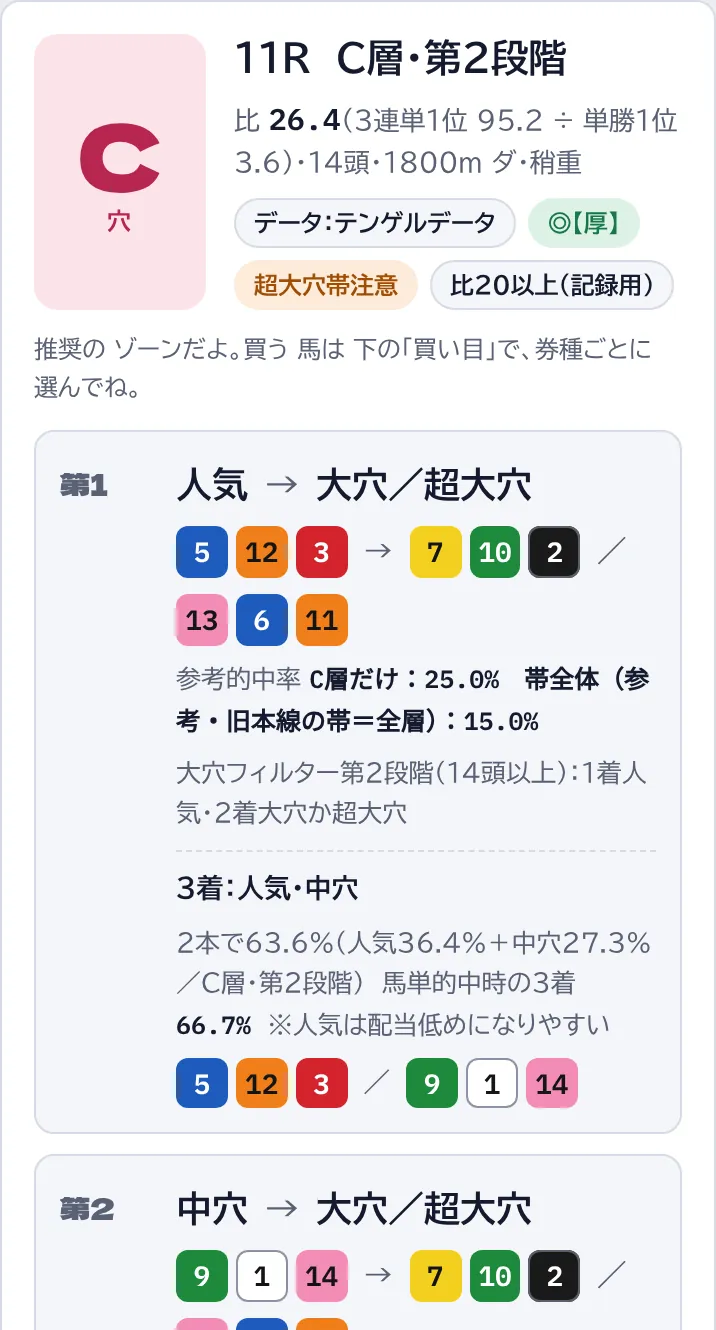 C
穴
11R C層・第2段階
比 26.4(3連単1位 95.2 ÷ 単勝1位
3.6)・14頭・1800m ダ・稍重
データ：テンゲルデータ
◎【厚】
超大穴帯注意
比20以上(記録用)
推奨の ゾーンだよ。買う 馬は 下の「買い目」で、券種ごとに
選んでね。
第1
人気 → 大穴／超大穴
5 12 3 → 7 10 2 ／
13 6 11
参考的中率 C層だけ：25.0% 帯全体（参
考・旧本線の帯＝全層）：15.0%
大穴フィルター第2段階(14頭以上)：1着人
気・2着大穴か超大穴
3着：人気・中穴
2本で63.6%(人気36.4%＋中穴27.3%
／C層・第2段階) 馬単的中時の3着
66.7% ※人気は配当低めになりやすい
5 12 3 ／ 9 1 14
第2
中穴 → 大穴／超大穴
9 1 14 → 7 10 2 ／